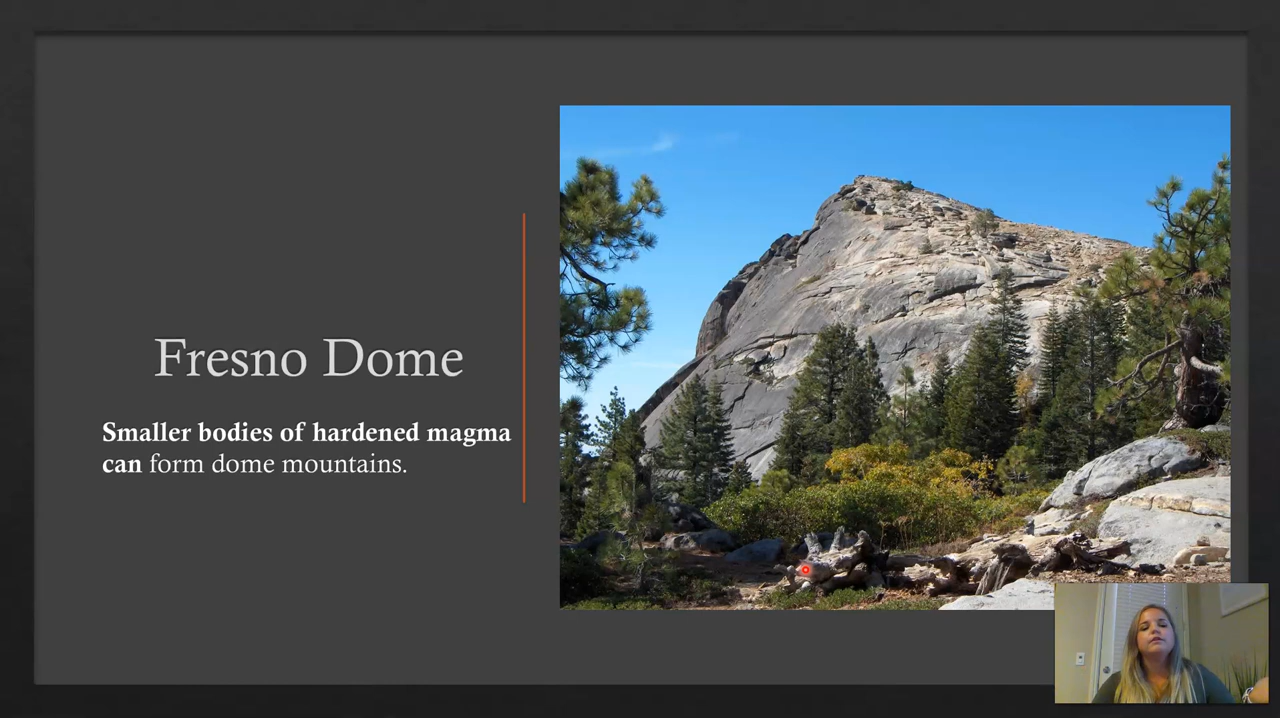 Fresno Dome
Smaller bodies of hardened magma
can form dome mountains.